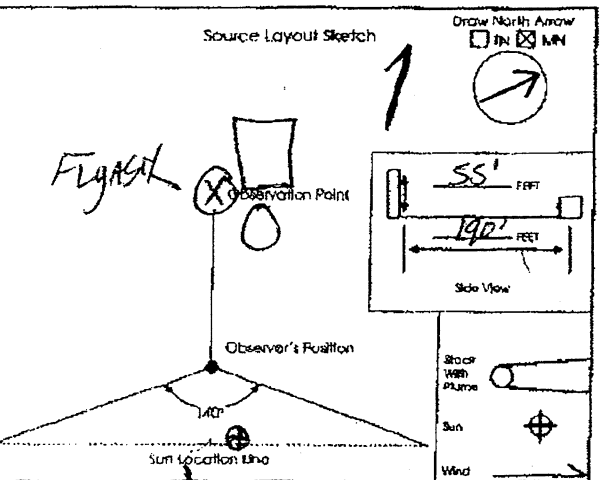 Draw North Arrow
Source Layout Sketch
TN X MN
Flyash
X Observation Point
55' FEET
190' FEET
Side View
Observer's Position
Stack
With
Plume
140°
Sun
Sun Location Line
Wind